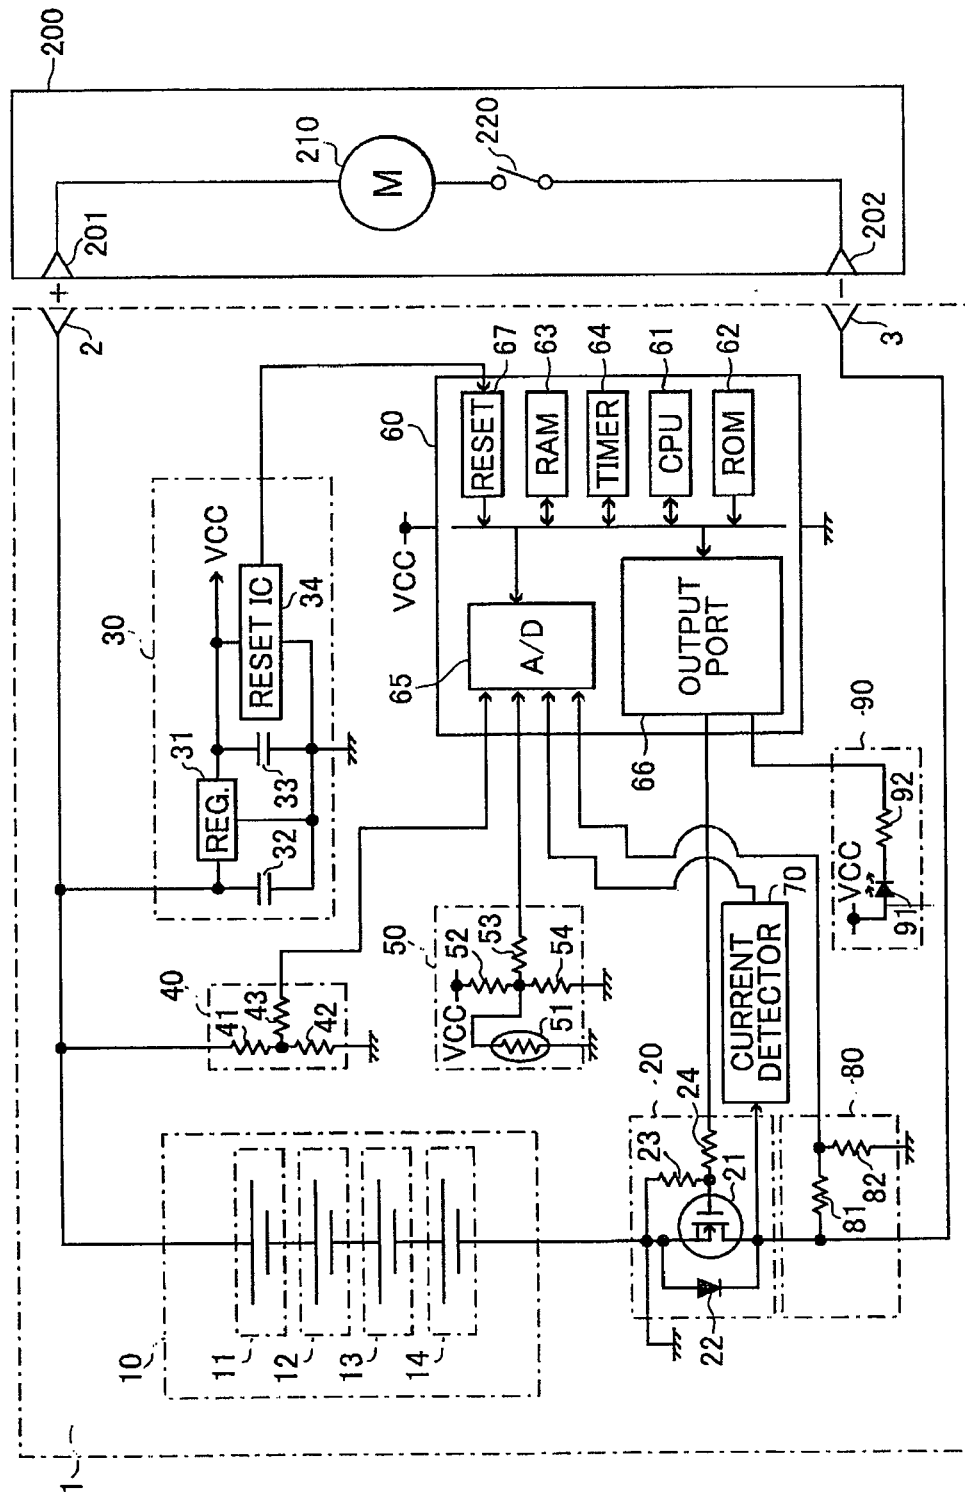 200
210
M
220
201
202
+
−
2
3
67
63
64
61
62
60
RESET
RAM
TIMER
CPU
ROM
VCC
30
VCC
RESET IC
34
31
REG.
33
32
65
A/D
OUTPUT
PORT
66
90
92
VCC
91
40
41
43
42
50
52
53
54
VCC
51
70
CURRENT
DETECTOR
20
24
23
21
22
80
81
82
10
11
12
13
14
1